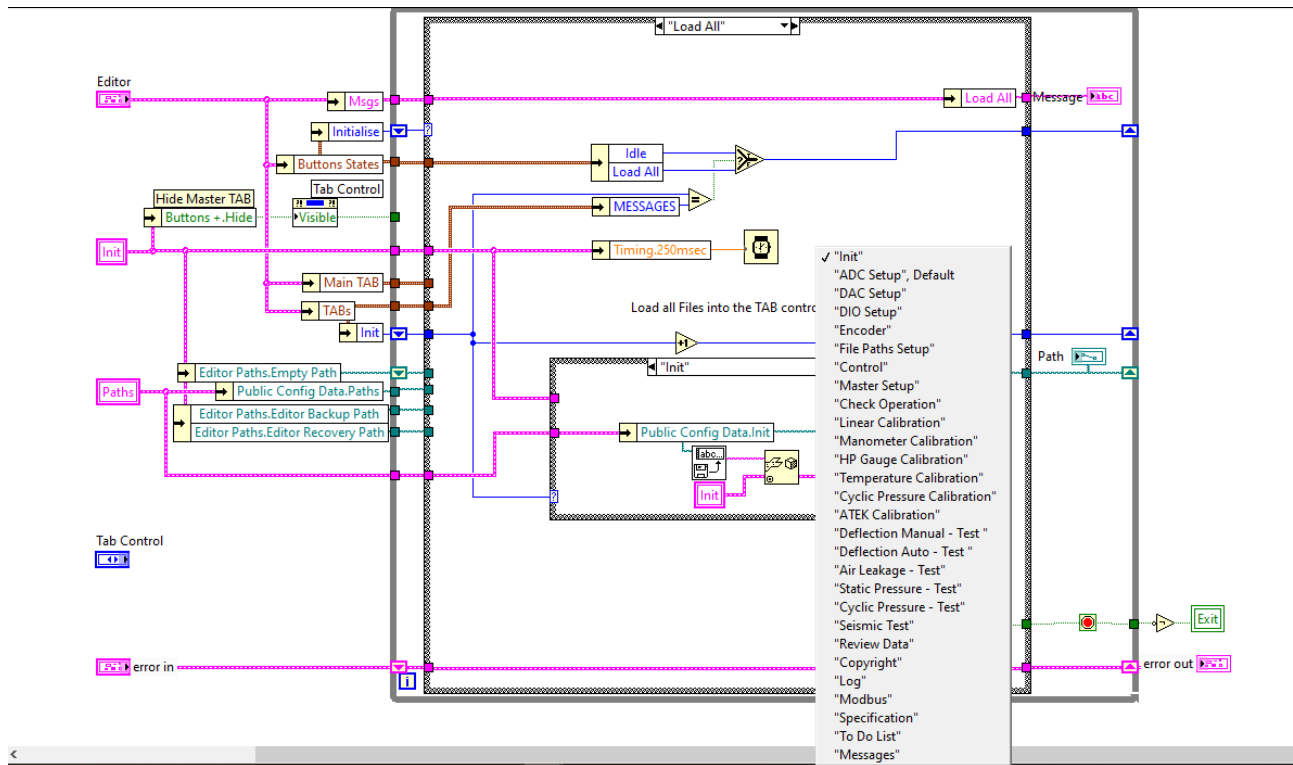 "Load All"
Editor
Msgs
Load All
Message
abc
Initialise
?
Buttons States
Idle
Load All
?
T
F
Tab Control
=
Hide Master TAB
MESSAGES
Buttons +.Hide
Visible
Init
Timing.250msec
"Init"
"ADC Setup", Default
"DAC Setup"
"DIO Setup"
"Encoder"
"File Paths Setup"
"Control"
"Master Setup"
"Check Operation"
"Linear Calibration"
"Manometer Calibration"
"HP Gauge Calibration"
"Temperature Calibration"
"Cyclic Pressure Calibration"
"ATEK Calibration"
"Deflection Manual - Test "
"Deflection Auto - Test "
"Air Leakage - Test"
"Static Pressure - Test"
"Cyclic Pressure - Test"
"Seismic Test"
"Review Data"
"Copyright"
"Log"
"Modbus"
"Specification"
"To Do List"
"Messages"
Main TAB
TABs
Load all Files into the TAB contro
Init
+1
Path
"Init"
Editor Paths.Empty Path
Paths
Public Config Data.Paths
Editor Paths.Editor Backup Path
Editor Paths.Editor Recovery Path
Public Config Data.Init
abc...
Init
?
Tab Control
Exit
error in
error out
i